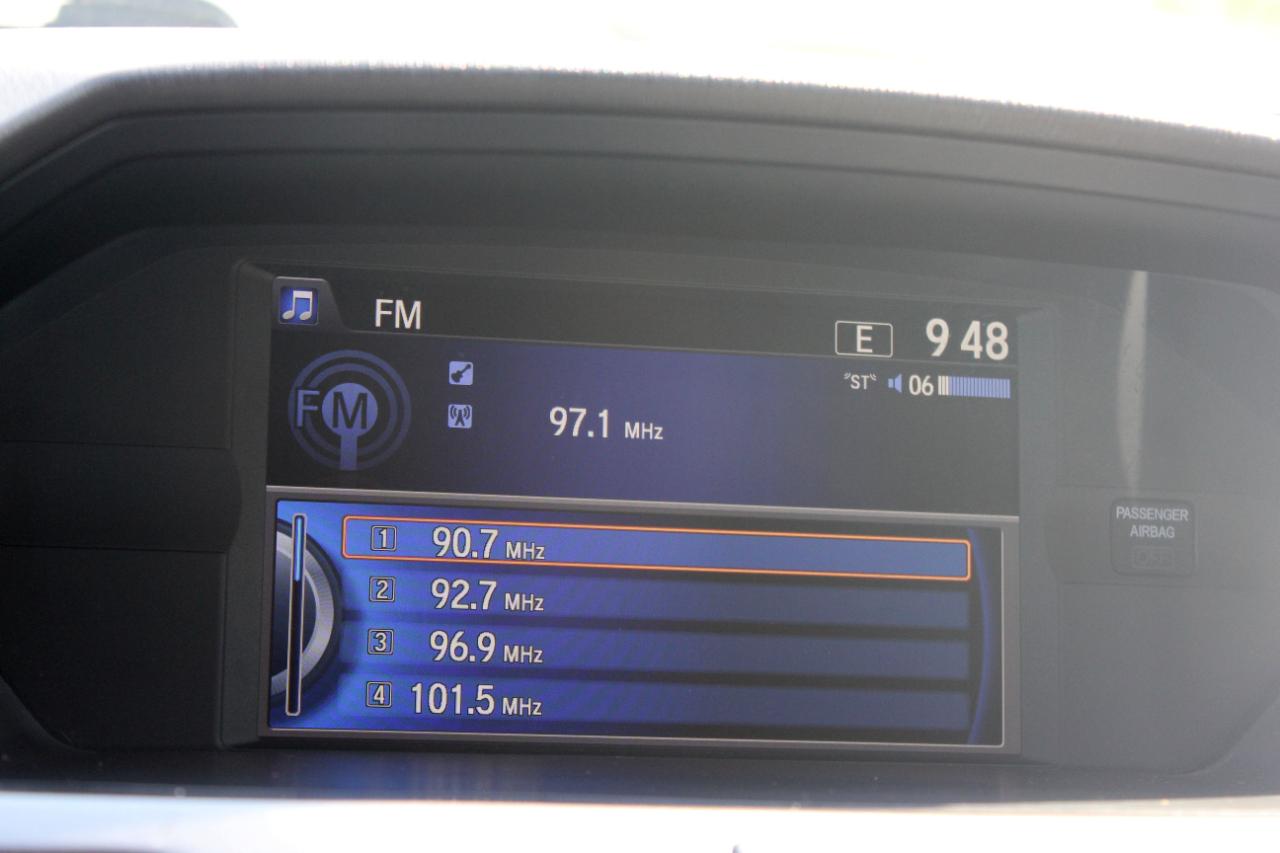 FM
E 9 48
FM
"ST" 06
97.1 MHz
1 90.7 MHz
2 92.7 MHz
3 96.9 MHz
4 101.5 MHz
PASSENGER
AIRBAG
OFF